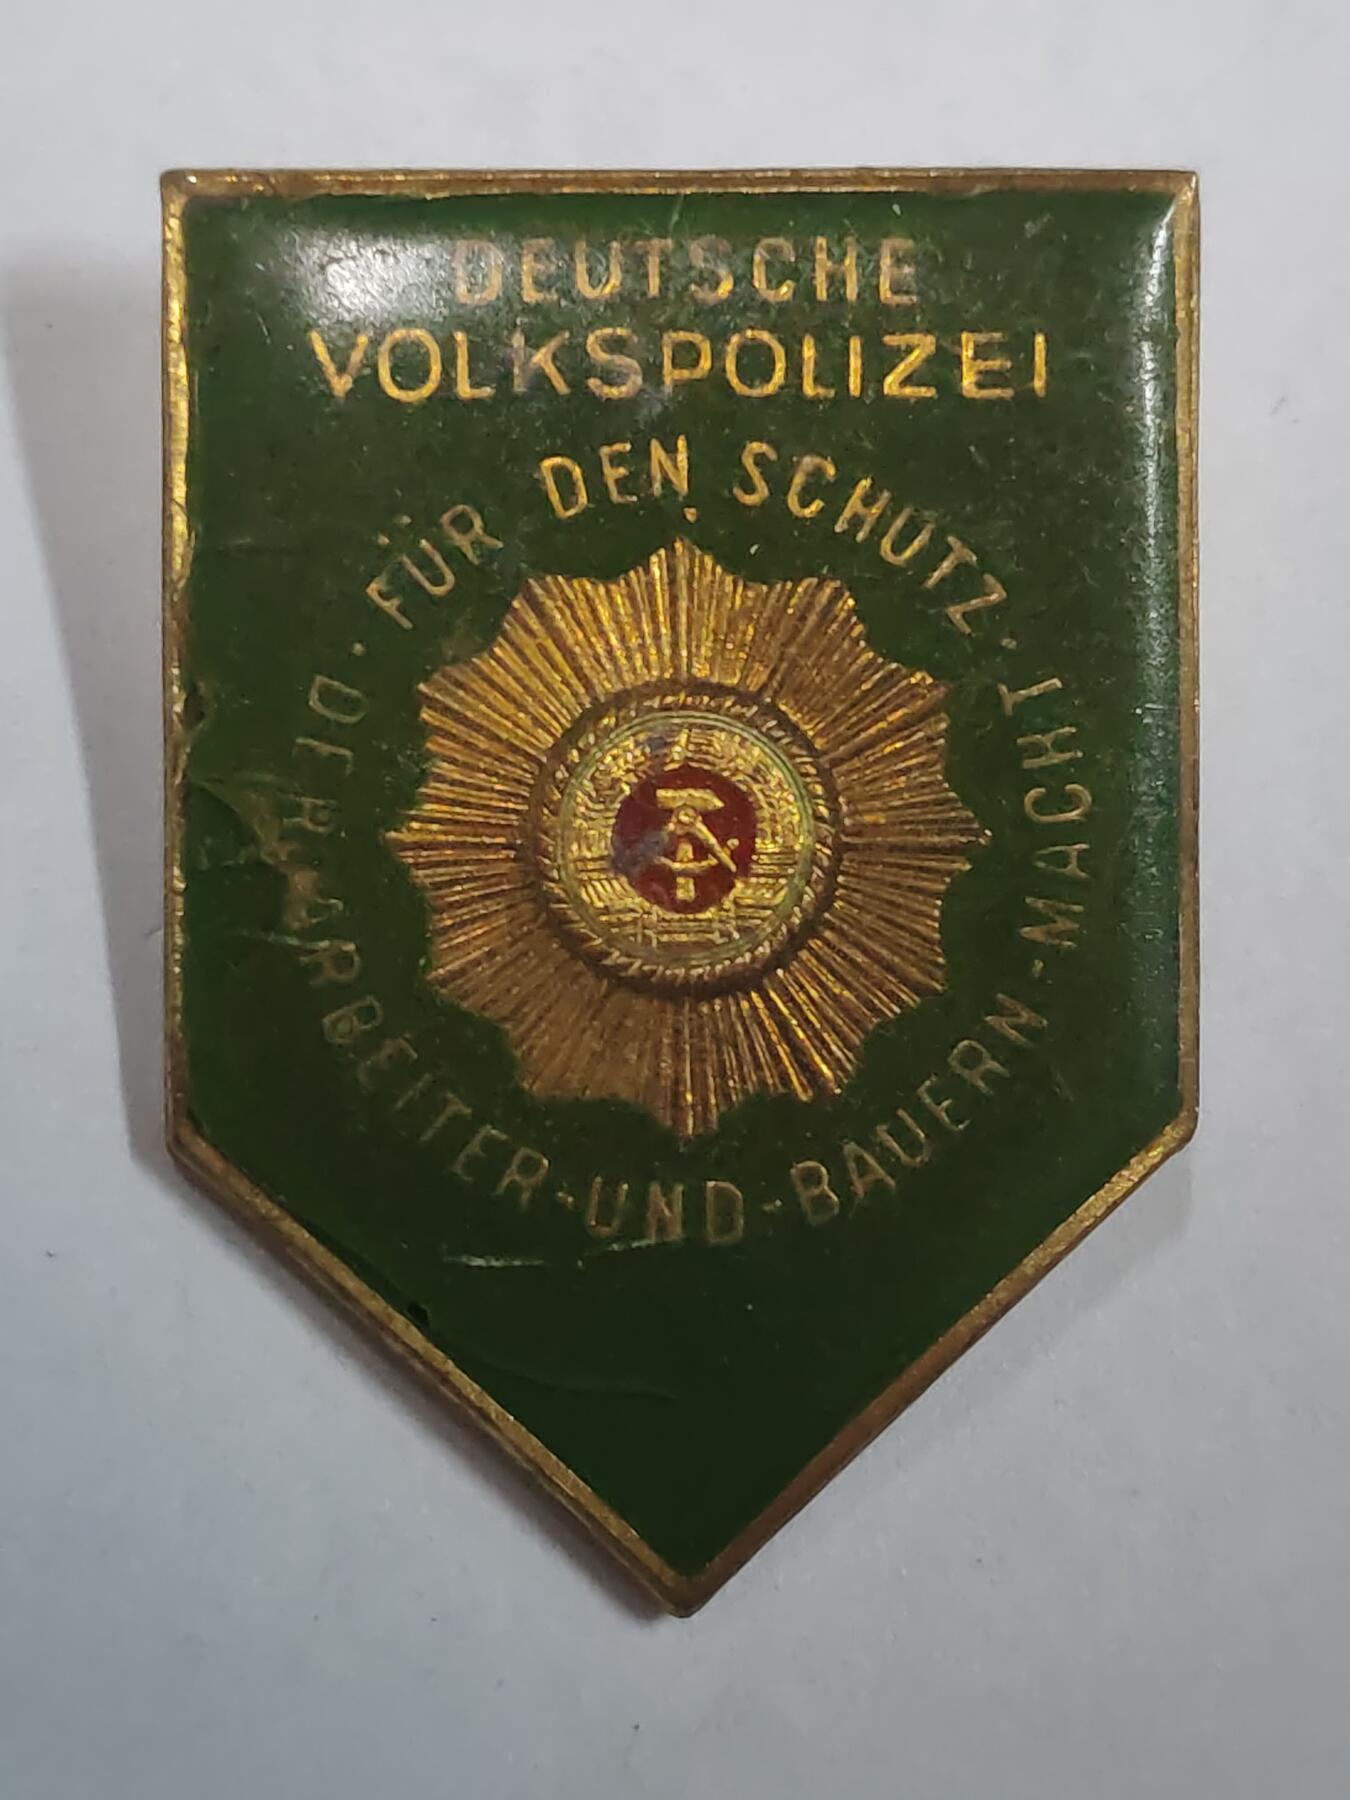 DEUTSCHE
VOLKSPOLIZEI
· FÜR DEN SCHUTZ ·
DER ARBEITER-UND-BAUERN-MACHT